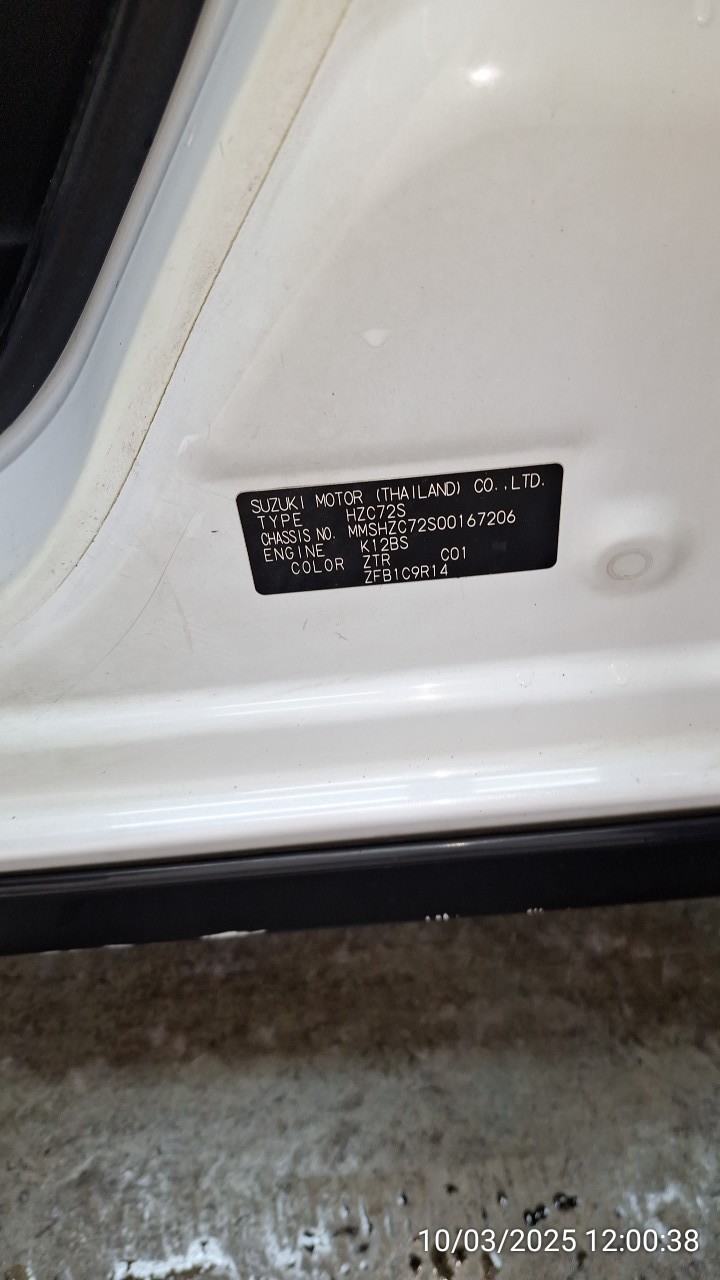 SUZUKI MOTOR (THAILAND) CO.,LTD.
TYPE HZC72S
CHASSIS NO. MMSHZC72S00167206
ENGINE K12BS
COLOR ZTR C01
ZFB1C9R14
10/03/2025 12:00:38